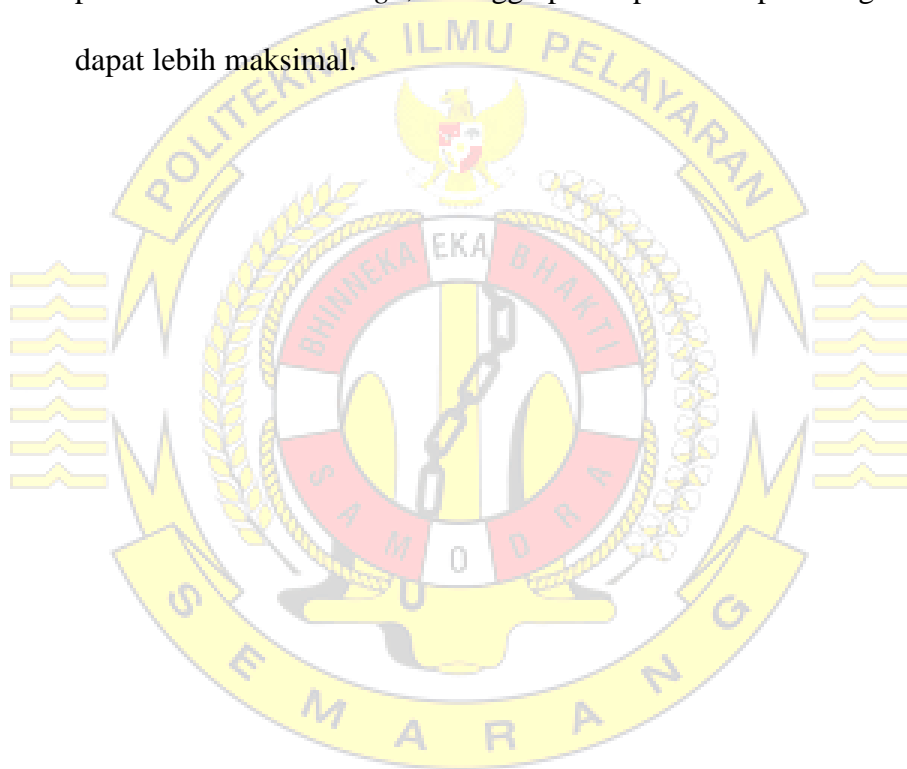 dapat lebih maksimal.
POLITEKNIK ILMU PELAYARAN
BHINNEKA EKA BHAKTI
SAMODRA
SEMARANG